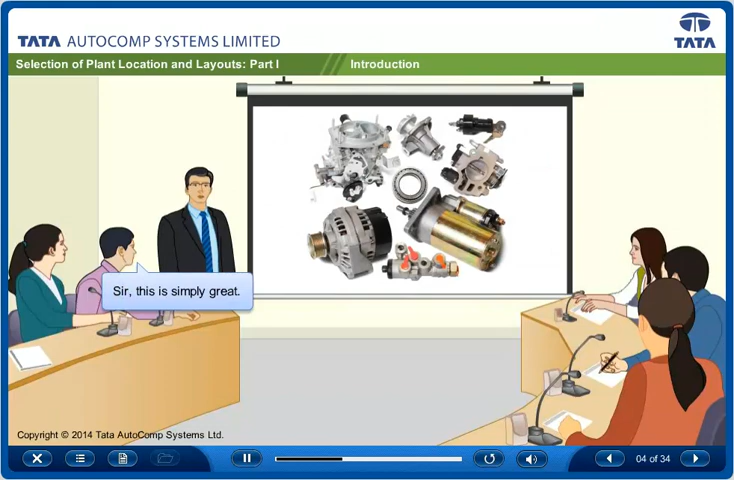 TATA AUTOCOMP SYSTEMS LIMITED
TATA
Selection of Plant Location and Layouts: Part I
Introduction
Sir, this is simply great.
Copyright © 2014 Tata AutoComp Systems Ltd.
04 of 34